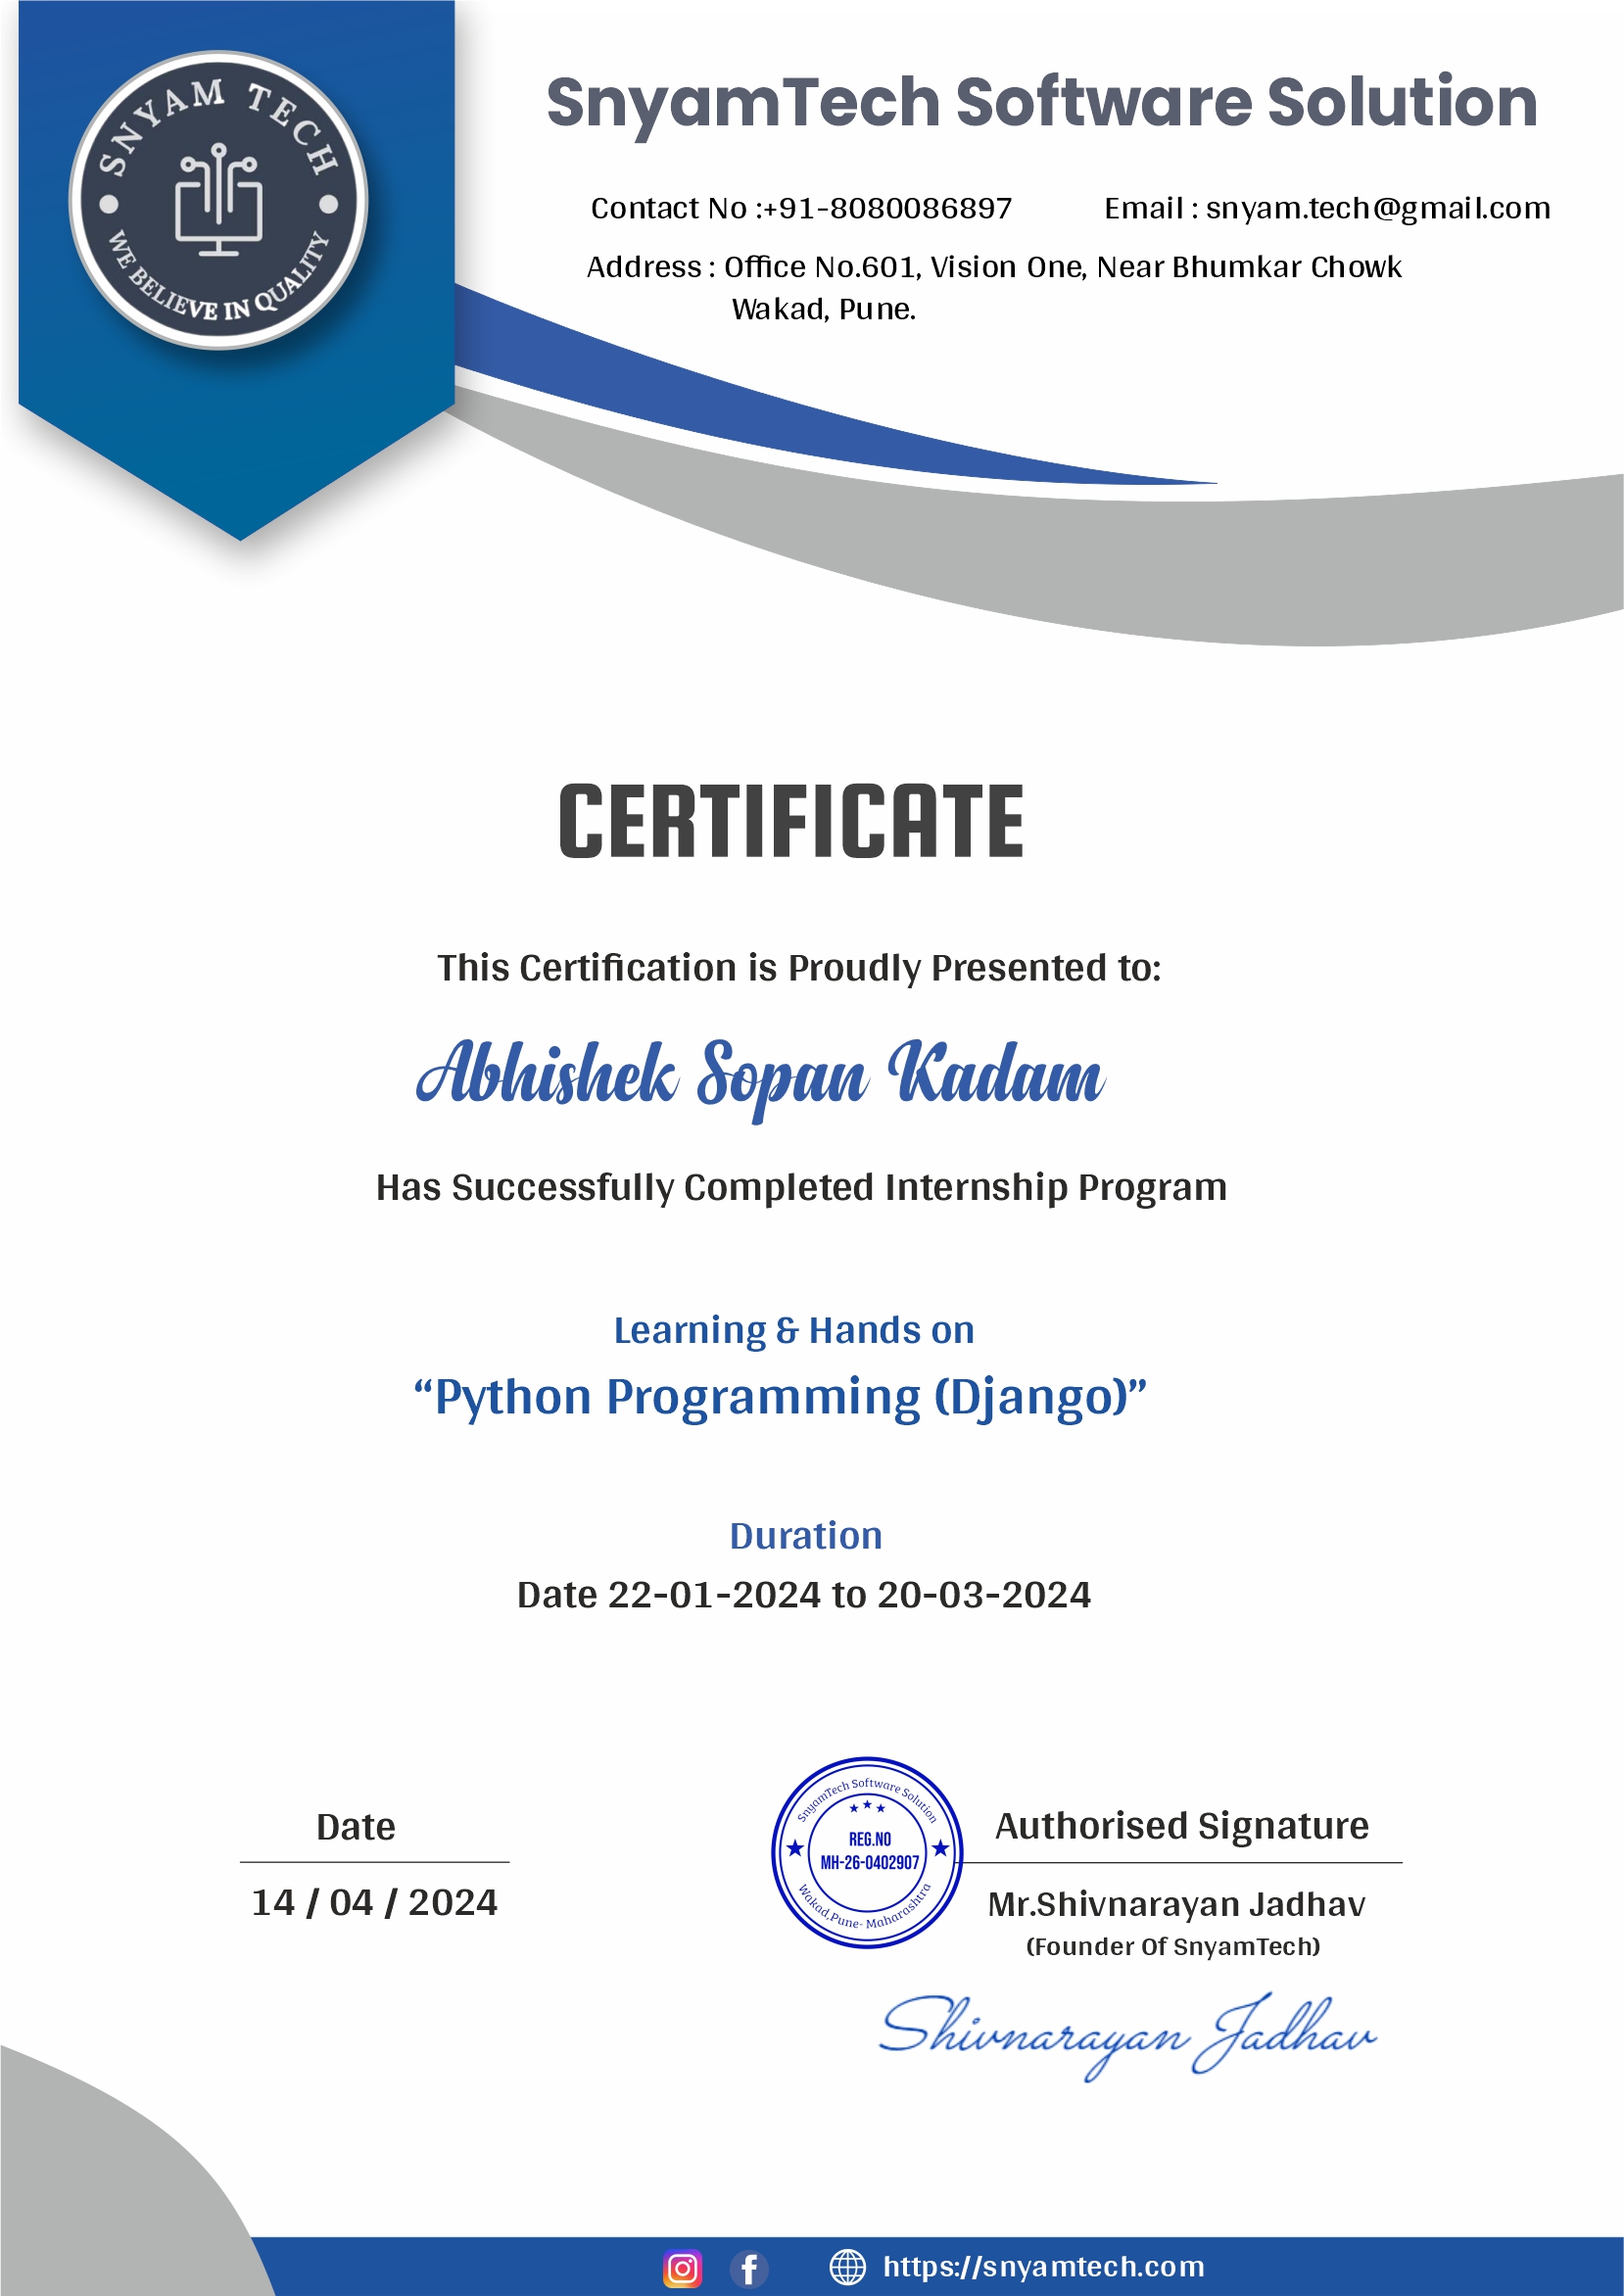 SNYAM TECH
WE BELIEVE IN QUALITY
SnyamTech Software Solution
Contact No :+91-8080086897 Email : snyam.tech@gmail.com
Address : Office No.601, Vision One, Near Bhumkar Chowk
Wakad, Pune.
CERTIFICATE
This Certification is Proudly Presented to:
Abhishek Sopan Kadam
Has Successfully Completed Internship Program
Learning & Hands on
“Python Programming (Django)”
Duration
Date 22-01-2024 to 20-03-2024
Date
14 / 04 / 2024
SnyamTech Software Solution
REG.NO
MH-26-0402907
Wakad,Pune- Maharashtra
Authorised Signature
Mr.Shivnarayan Jadhav
(Founder Of SnyamTech)
Shivnarayan Jadhav
https://snyamtech.com